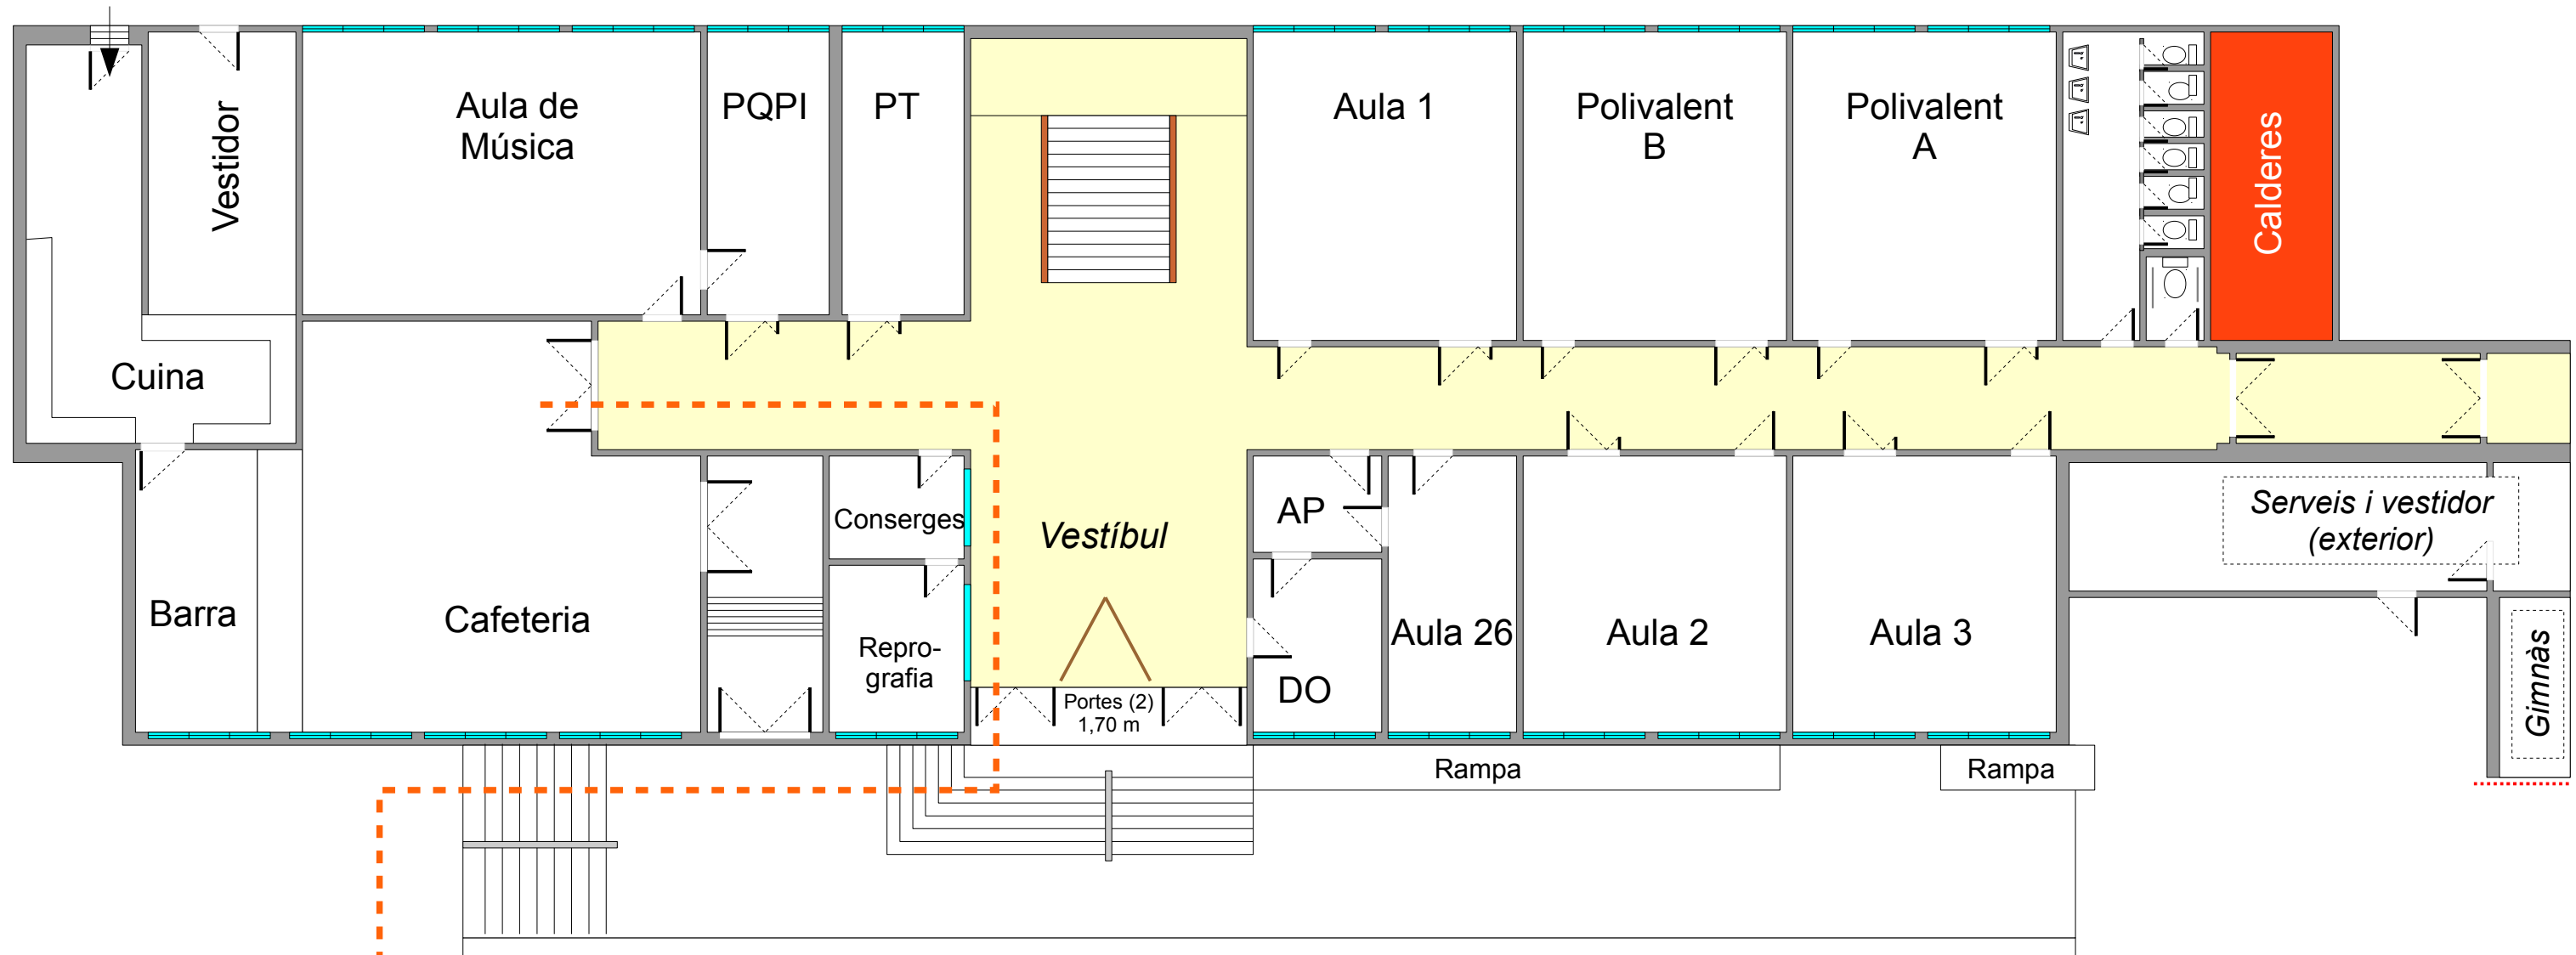 Vestidor
Aula de
Música
PQPI
PT
Aula 1
Polivalent
B
Polivalent
A
Calderes
Cuina
Barra
Cafeteria
Conserges
Repro-
grafia
Vestíbul
Portes (2)
1,70 m
AP
DO
Aula 26
Aula 2
Aula 3
Serveis i vestidor
(exterior)
Gimnàs
Rampa
Rampa